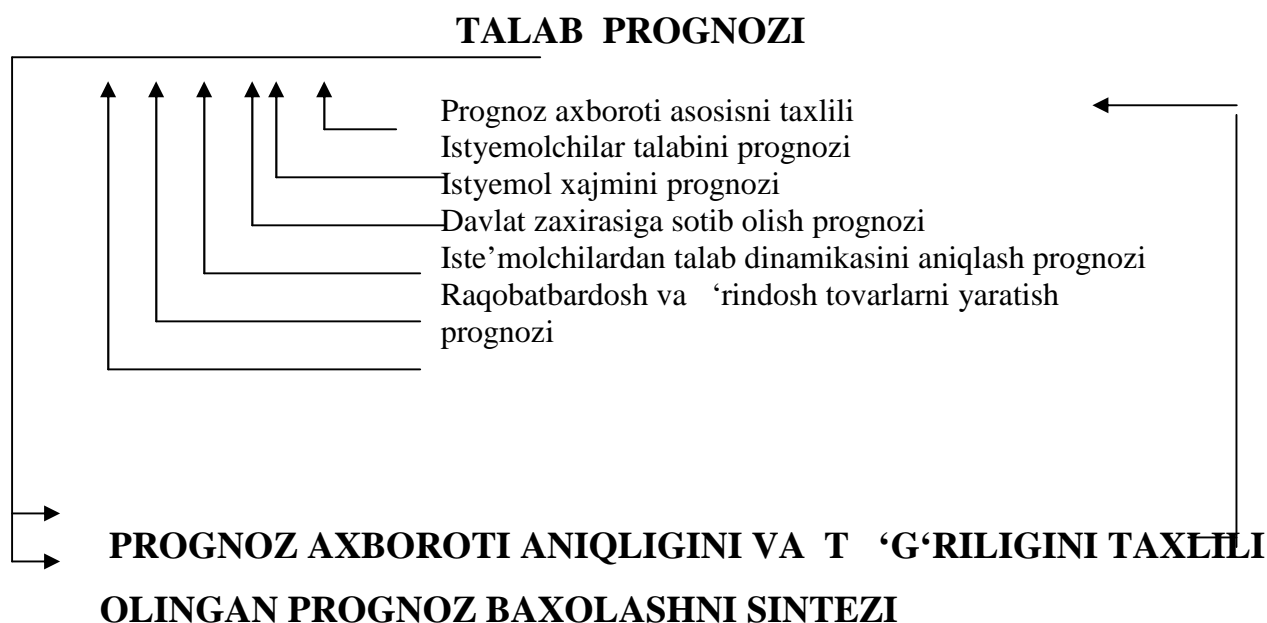 TALAB PROGNOZI
Prognoz axboroti asosisni taxlili
Istyemolchilar talabini prognozi
Istyemol xajmini prognozi
Davlat zaxirasiga sotib olish prognozi
Iste’molchilardan talab dinamikasini aniqlash prognozi
Raqobatbardosh va ‘rindosh tovarlarni yaratish
prognozi
PROGNOZ AXBOROTI ANIQLIGINI VA T ‘G‘RILIGINI TAXLILI
OLINGAN PROGNOZ BAXOLASHNI SINTEZI